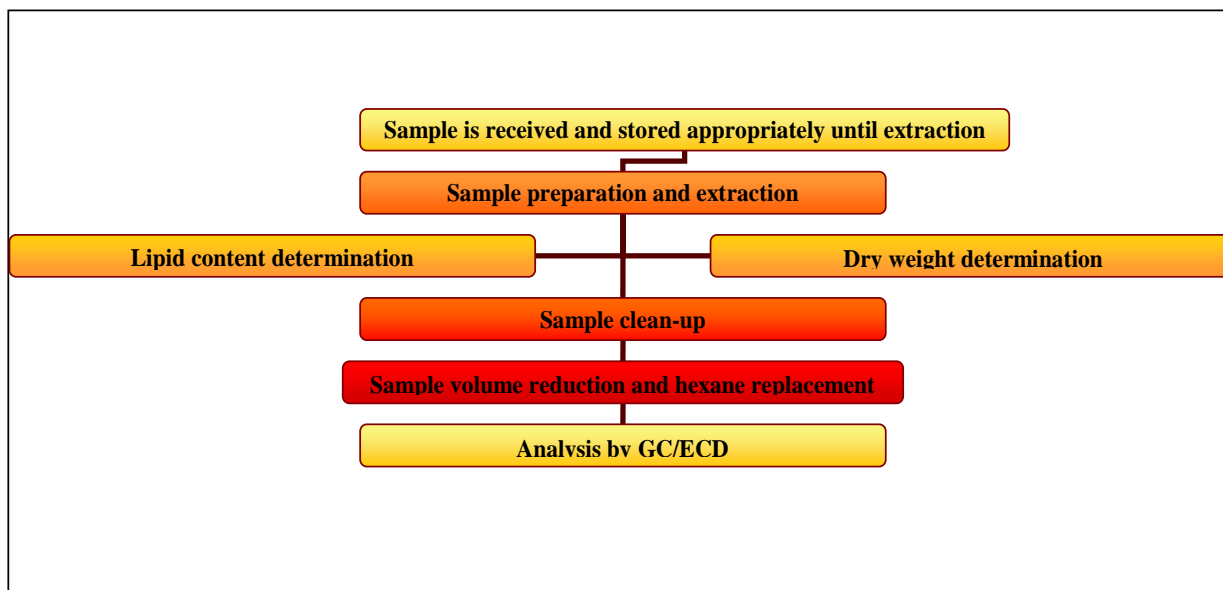 Sample is received and stored appropriately until extraction
Sample preparation and extraction
Lipid content determination
Dry weight determination
Sample clean-up
Sample volume reduction and hexane replacement
Analysis by GC/ECD